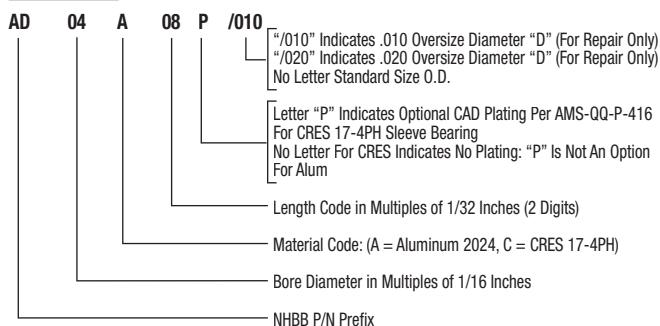 AD 04 A 08 P /010
“/010” Indicates .010 Oversize Diameter “D” (For Repair Only)
“/020” Indicates .020 Oversize Diameter “D” (For Repair Only)
No Letter Standard Size O.D.
Letter “P” Indicates Optional CAD Plating Per AMS-QQ-P-416
For CRES 17-4PH Sleeve Bearing
No Letter For CRES Indicates No Plating: “P” Is Not An Option
For Alum
Length Code in Multiples of 1/32 Inches (2 Digits)
Material Code: (A = Aluminum 2024, C = CRES 17-4PH)
Bore Diameter in Multiples of 1/16 Inches
NHBB P/N Prefix